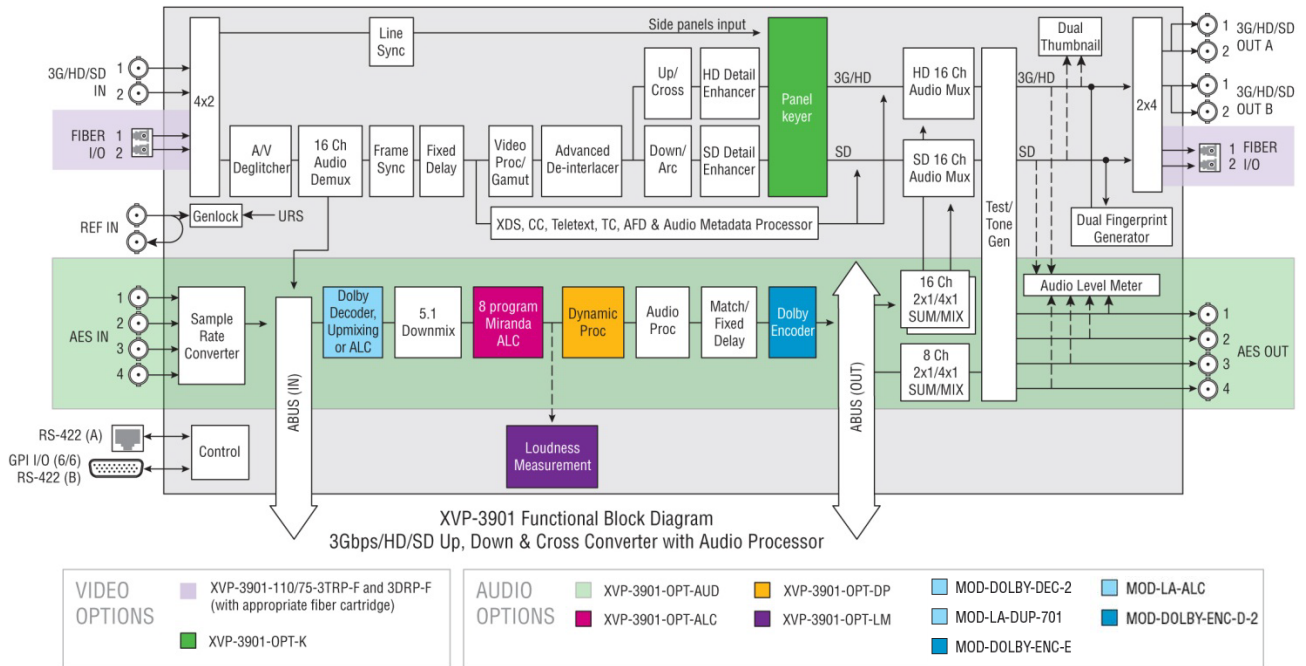 Side panels input
Line
Sync
Dual
Thumbnail
1
2
3G/HD/SD
OUT A
3G/HD/SD
IN
1
2
4x2
Up/
Cross
HD Detail
Enhancer
Panel
keyer
3G/HD
HD 16 Ch
Audio Mux
3G/HD
2x4
1
2
3G/HD/SD
OUT B
FIBER
I/O
1
2
A/V
Deglitcher
16 Ch
Audio
Demux
Frame
Sync
Fixed
Delay
Video
Proc/
Gamut
Advanced
De-interlacer
Down/
Arc
SD Detail
Enhancer
SD
SD 16 Ch
Audio Mux
SD
1
2
FIBER
I/O
REF IN
Genlock
URS
XDS, CC, Teletext, TC, AFD & Audio Metadata Processor
Test/
Tone
Gen
Dual Fingerprint
Generator
AES IN
1
2
3
4
Sample
Rate
Converter
ABUS (IN)
Dolby
Decoder,
Upmixing
or ALC
5.1
Downmix
8 program
Miranda
ALC
Dynamic
Proc
Audio
Proc
Match/
Fixed
Delay
Dolby
Encoder
ABUS (OUT)
16 Ch
2x1/4x1
SUM/MIX
8 Ch
2x1/4x1
SUM/MIX
Audio Level Meter
1
2
3
4
AES OUT
RS-422 (A)
GPI I/O (6/6)
RS-422 (B)
Control
Loudness
Measurement
XVP-3901 Functional Block Diagram
3Gbps/HD/SD Up, Down & Cross Converter with Audio Processor
VIDEO
OPTIONS
XVP-3901-110/75-3TRP-F and 3DRP-F
(with appropriate fiber cartridge)
XVP-3901-OPT-K
AUDIO
OPTIONS
XVP-3901-OPT-AUD
XVP-3901-OPT-ALC
XVP-3901-OPT-DP
XVP-3901-OPT-LM
MOD-DOLBY-DEC-2
MOD-LA-DUP-701
MOD-DOLBY-ENC-E
MOD-LA-ALC
MOD-DOLBY-ENC-D-2